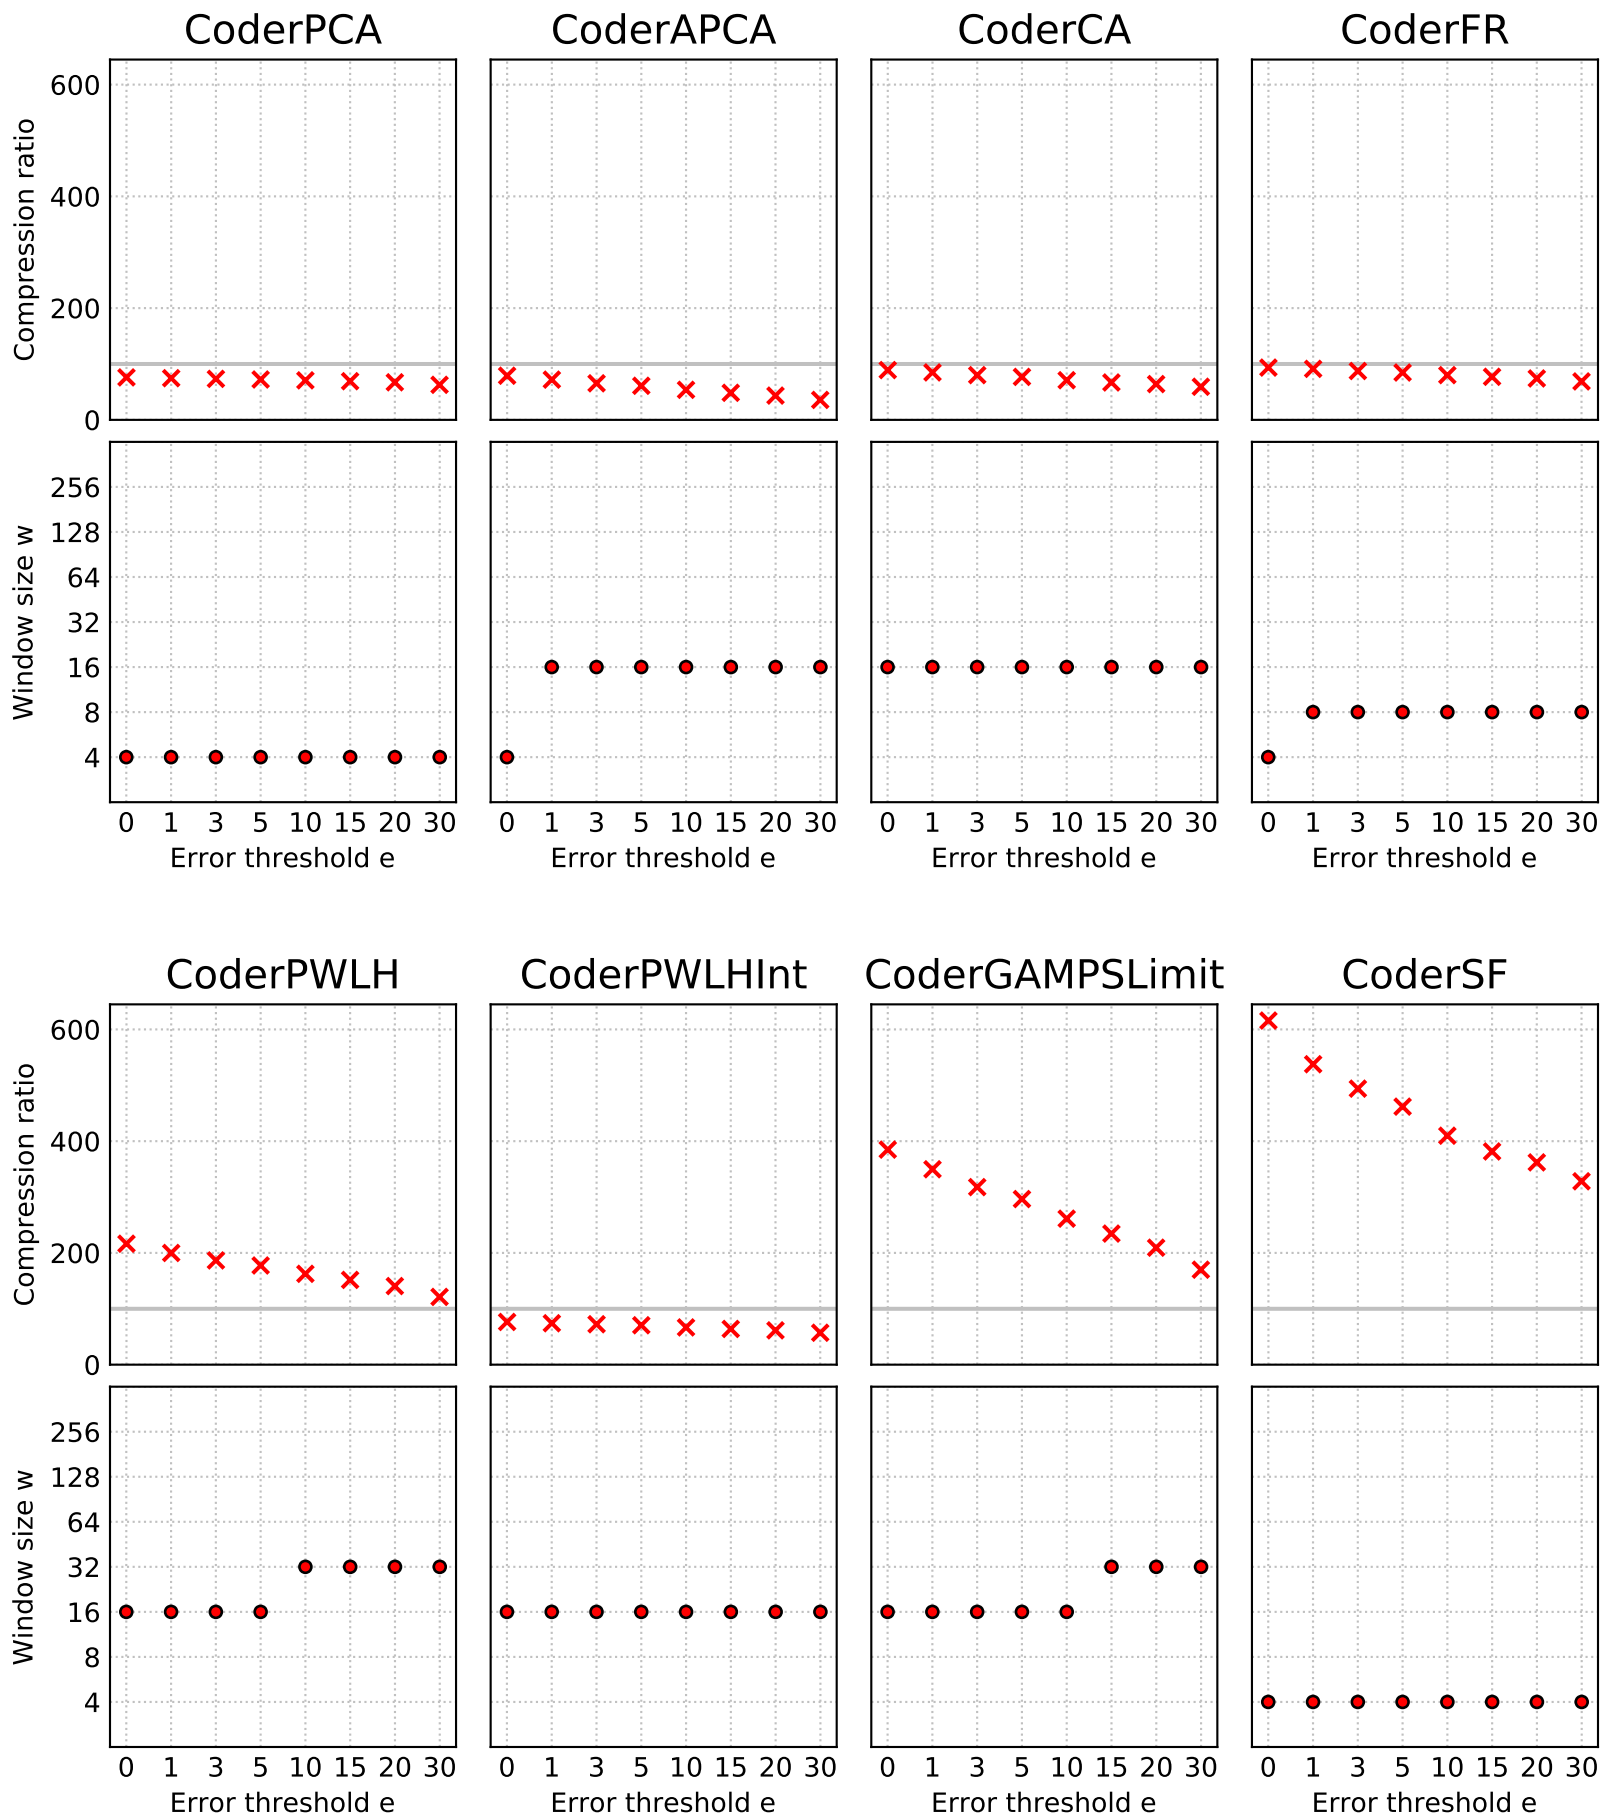 CoderPCA CoderAPCA CoderCA CoderFR
Compression ratio
600
400
200
0
Window size w
256
128
64
32
16
8
4
0 1 3 5 10 15 20 30 0 1 3 5 10 15 20 30 0 1 3 5 10 15 20 30 0 1 3 5 10 15 20 30
Error threshold e Error threshold e Error threshold e Error threshold e
CoderPWLH CoderPWLHInt CoderGAMPSLimit CoderSF
Compression ratio
600
400
200
0
Window size w
256
128
64
32
16
8
4
0 1 3 5 10 15 20 30 0 1 3 5 10 15 20 30 0 1 3 5 10 15 20 30 0 1 3 5 10 15 20 30
Error threshold e Error threshold e Error threshold e Error threshold e